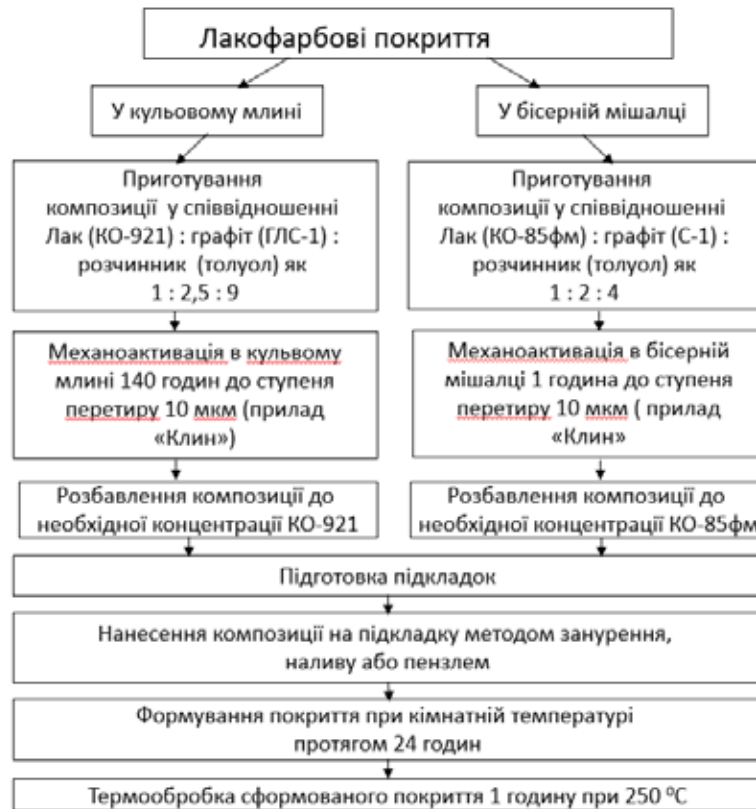 Лакофарбові покриття
У кульовому млині
У бісерній мішалці
Приготування
композиції у співвідношенні
Лак (КО-921) : графіт (ГЛС-1) :
розчинник (толуол) як
1 : 2,5 : 9
Приготування
композиції у співвідношенні
Лак (КО-85фм) : графіт (С-1) :
розчинник (толуол) як
1 : 2 : 4
Механоактивація в кульвому
млині 140 годин до ступеня
перетиру 10 мкм (прилад
«Клин»)
Механоактивація в бісерній
мішалці 1 година до ступеня
перетиру 10 мкм ( прилад
«Клин»
Розбавлення композиції до
необхідної концентрації КО-921
Розбавлення композиції до
необхідної концентрації КО-85фм
Підготовка підкладок
Нанесення композиції на підкладку методом занурення,
наливу або пензлем
Формування покриття при кімнатній температурі
протягом 24 годин
Термообробка сформованого покриття 1 годину при 250 ⁰С